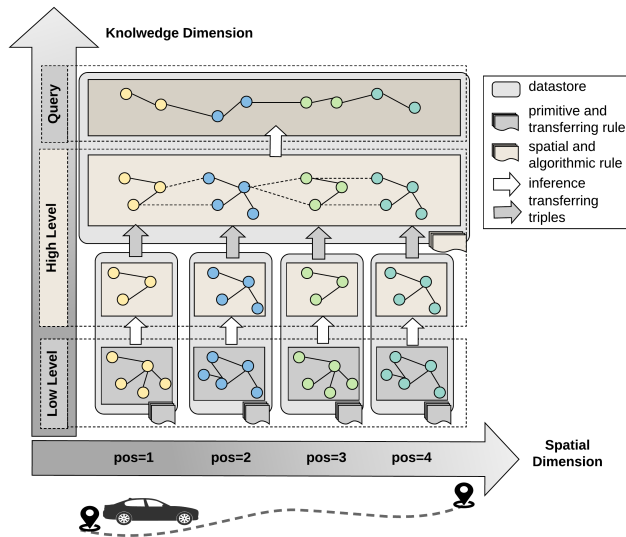 Knolwedge Dimension
Query
High Level
Low Level
datastore
primitive and
transferring rule
spatial and
algorithmic rule
inference
transferring
triples
pos=1
pos=2
pos=3
pos=4
Spatial
Dimension